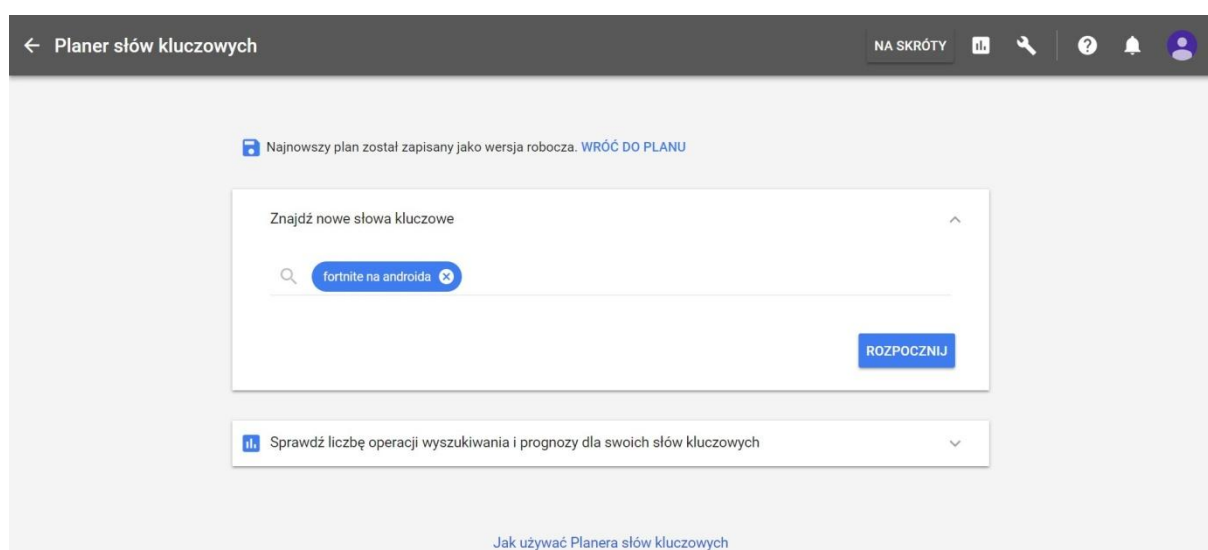 Planer słów kluczowych
NA SKRÓTY
Najnowszy plan został zapisany jako wersja robocza. WRÓĆ DO PLANU
Znajdź nowe słowa kluczowe
fortnite na androida
ROZPOCZNIJ
Sprawdź liczbę operacji wyszukiwania i prognozy dla swoich słów kluczowych
Jak używać Planera słów kluczowych